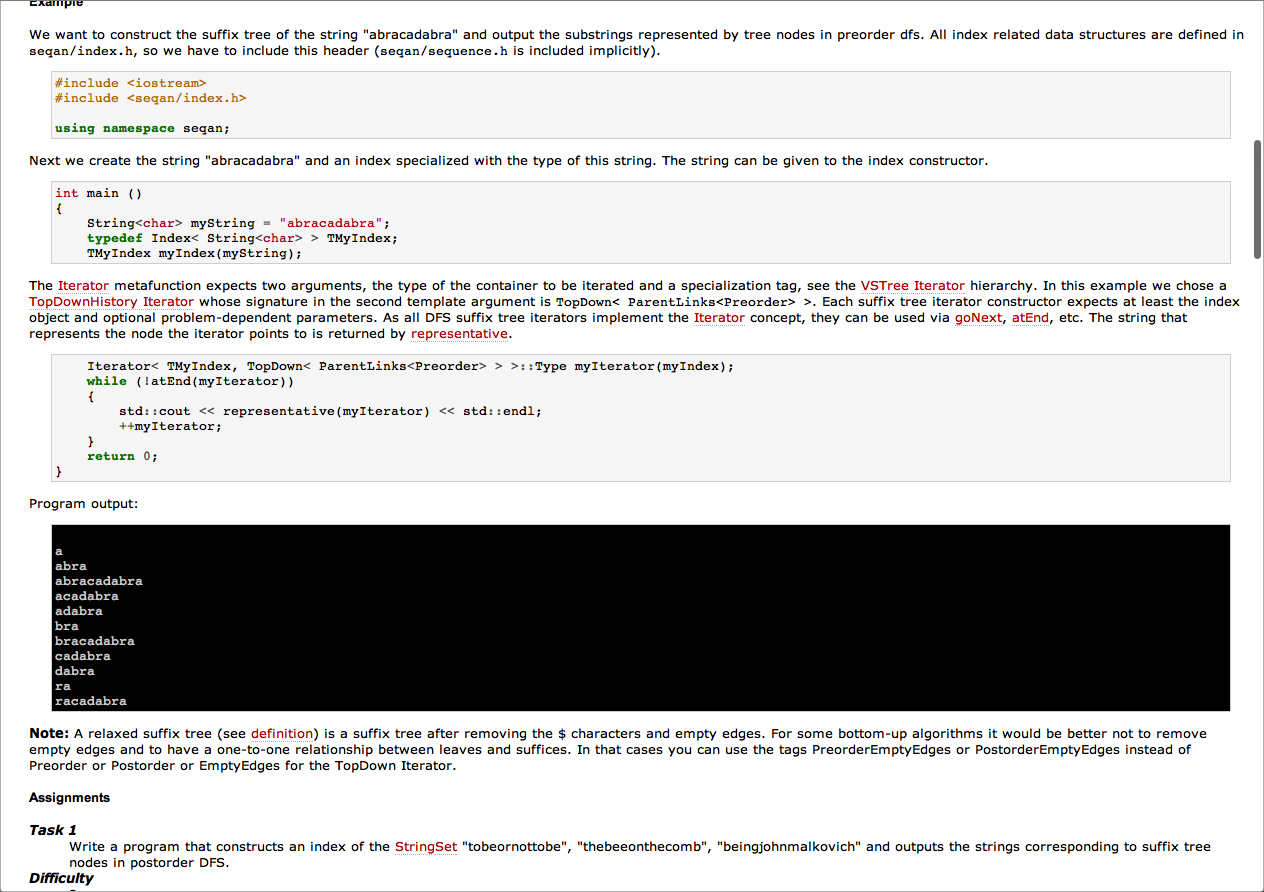 Example
We want to construct the suffix tree of the string "abracadabra" and output the substrings represented by tree nodes in preorder dfs. All index related data structures are defined in
seqan/index.h, so we have to include this header (seqan/sequence.h is included implicitly).
#include <iostream>
#include <seqan/index.h>
using namespace seqan;
Next we create the string "abracadabra" and an index specialized with the type of this string. The string can be given to the index constructor.
int main ()
{
    String<char> myString = "abracadabra";
    typedef Index< String<char> > TMyIndex;
    TMyIndex myIndex(myString);
The Iterator metafunction expects two arguments, the type of the container to be iterated and a specialization tag, see the VSTree Iterator hierarchy. In this example we chose a
TopDownHistory Iterator whose signature in the second template argument is TopDown< ParentLinks<Preorder> >. Each suffix tree iterator constructor expects at least the index
object and optional problem-dependent parameters. As all DFS suffix tree iterators implement the Iterator concept, they can be used via goNext, atEnd, etc. The string that
represents the node the iterator points to is returned by representative.
    Iterator< TMyIndex, TopDown< ParentLinks<Preorder> > >::Type myIterator(myIndex);
    while (!atEnd(myIterator))
    {
        std::cout << representative(myIterator) << std::endl;
        ++myIterator;
    }
    return 0;
}
Program output:
a
abra
abracadabra
acadabra
adabra
bra
bracadabra
cadabra
dabra
ra
racadabra
Note: A relaxed suffix tree (see definition) is a suffix tree after removing the $ characters and empty edges. For some bottom-up algorithms it would be better not to remove
empty edges and to have a one-to-one relationship between leaves and suffices. In that cases you can use the tags PreorderEmptyEdges or PostorderEmptyEdges instead of
Preorder or Postorder or EmptyEdges for the TopDown Iterator.
Assignments
Task 1
Write a program that constructs an index of the StringSet "tobeornottobe", "thebeeonthecomb", "beingjohnmalkovich" and outputs the strings corresponding to suffix tree
nodes in postorder DFS.
Difficulty